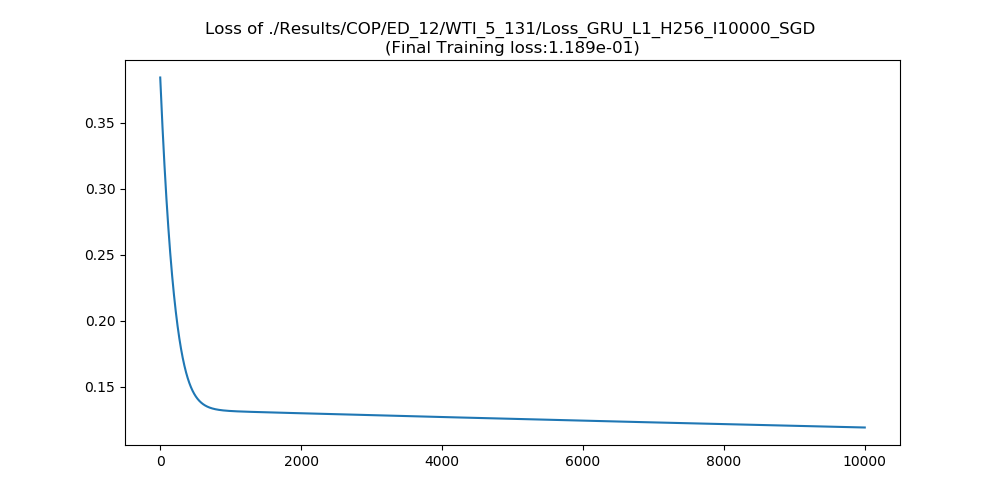 Loss of ./Results/COP/ED_12/WTI_5_131/Loss_GRU_L1_H256_I10000_SGD
(Final Training loss:1.189e-01)
0.35
0.30
0.25
0.20
0.15
0 2000 4000 6000 8000 10000